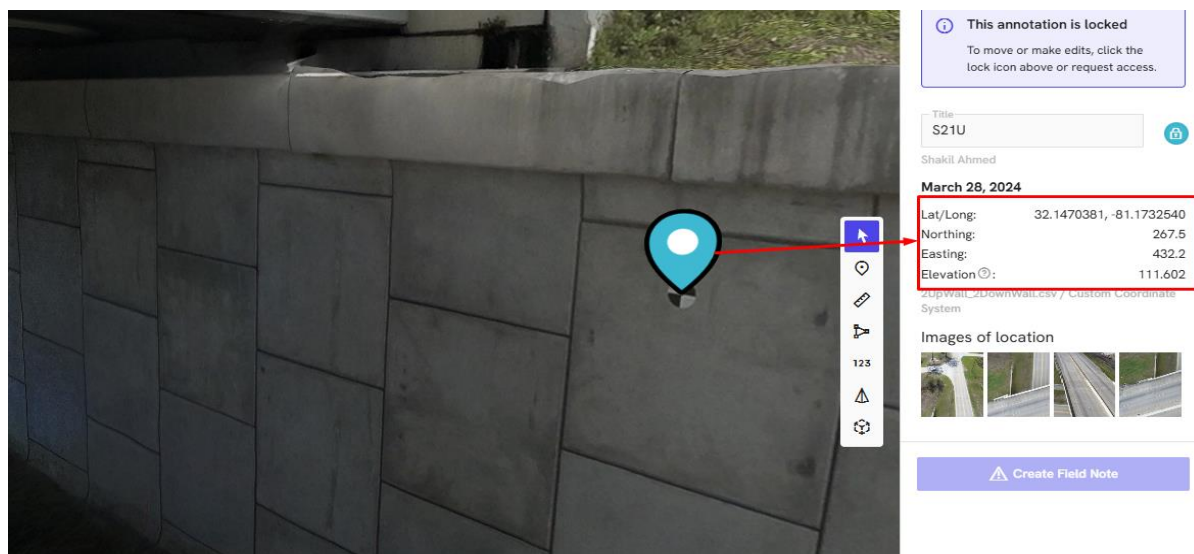 This annotation is locked
To move or make edits, click the
lock icon above or request access.
Title
S21U
Shakil Ahmed
March 28, 2024
Lat/Long: 32.1470381, -81.1732540
Northing: 267.5
Easting: 432.2
Elevation ?: 111.602
2UpWall_2DownWall.csv / Custom Coordinate
System
Images of location
123
Create Field Note